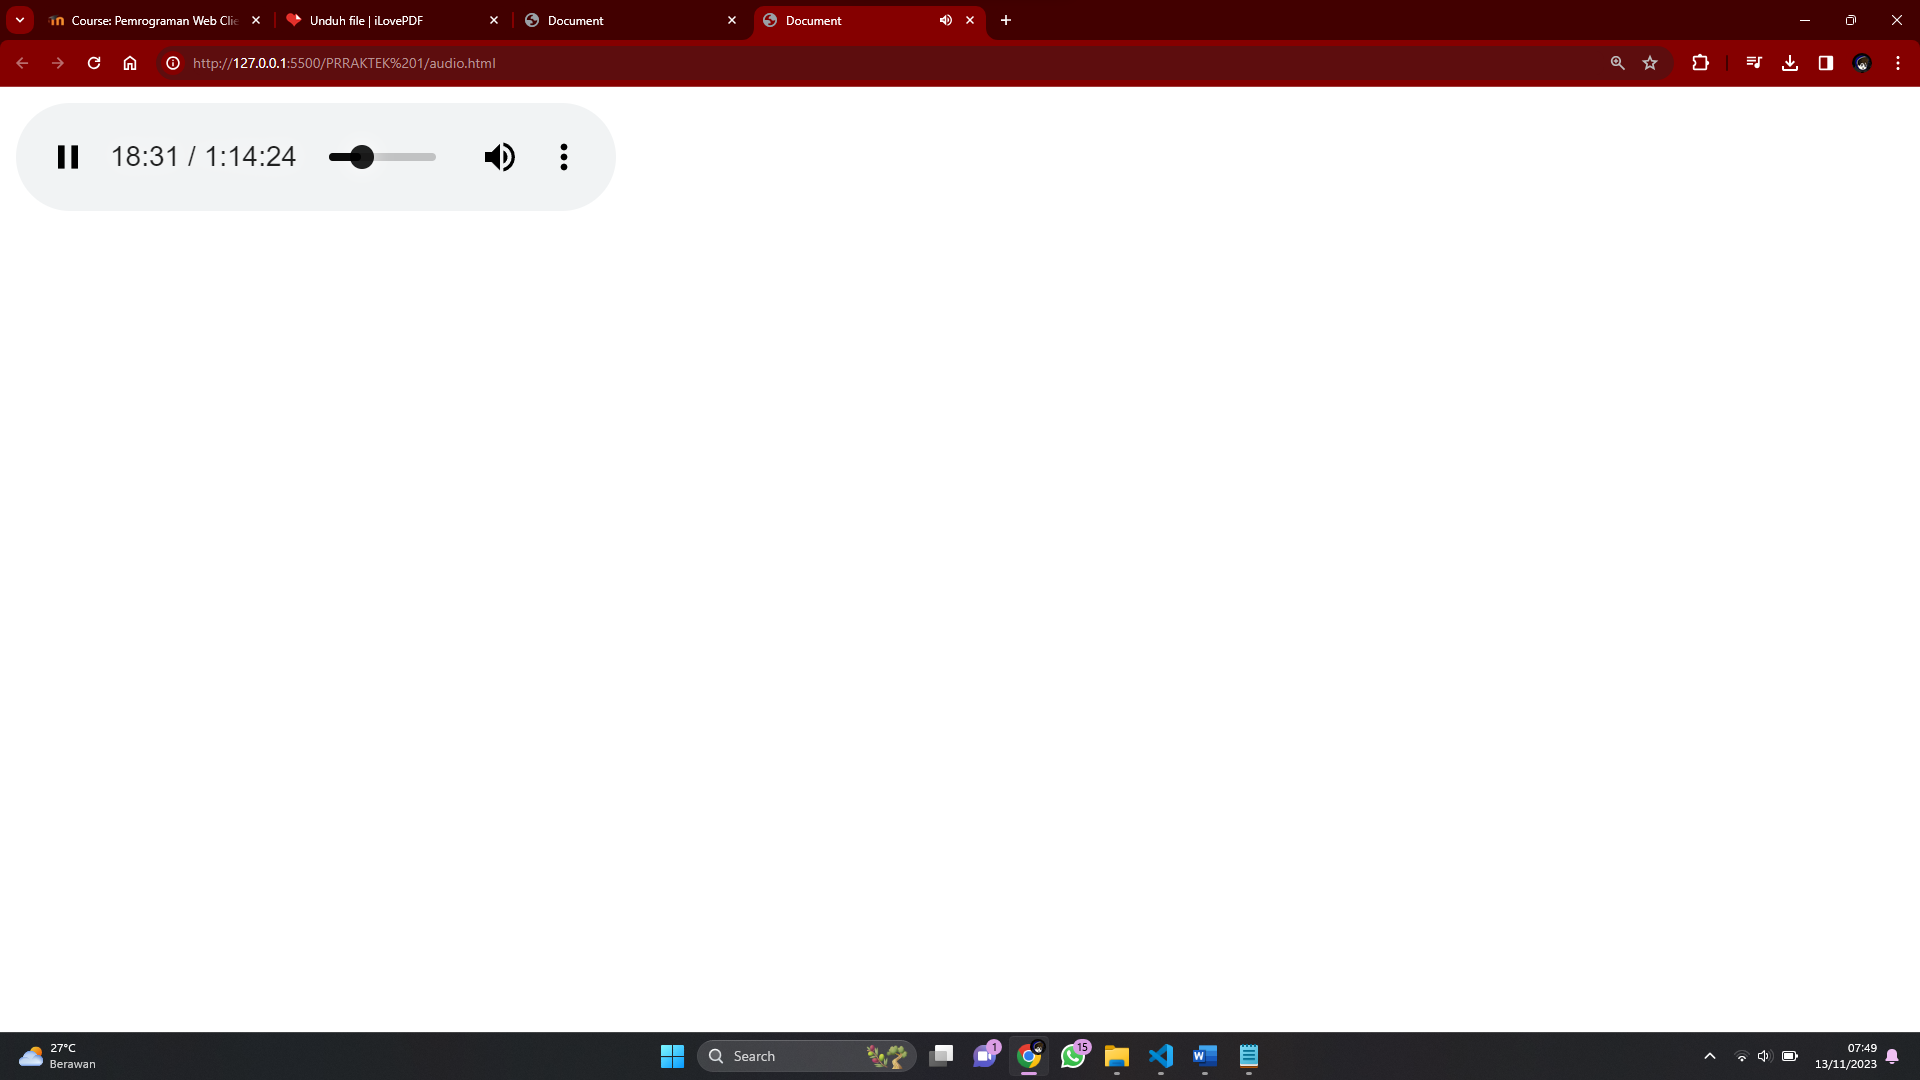 Course: Pemrograman Web Clie
Unduh file | iLovePDF
Document
Document
http://127.0.0.1:5500/PRRAKTEK%201/audio.html
18:31 / 1:14:24
27°C
Berawan
Search
1
15
07:49
13/11/2023